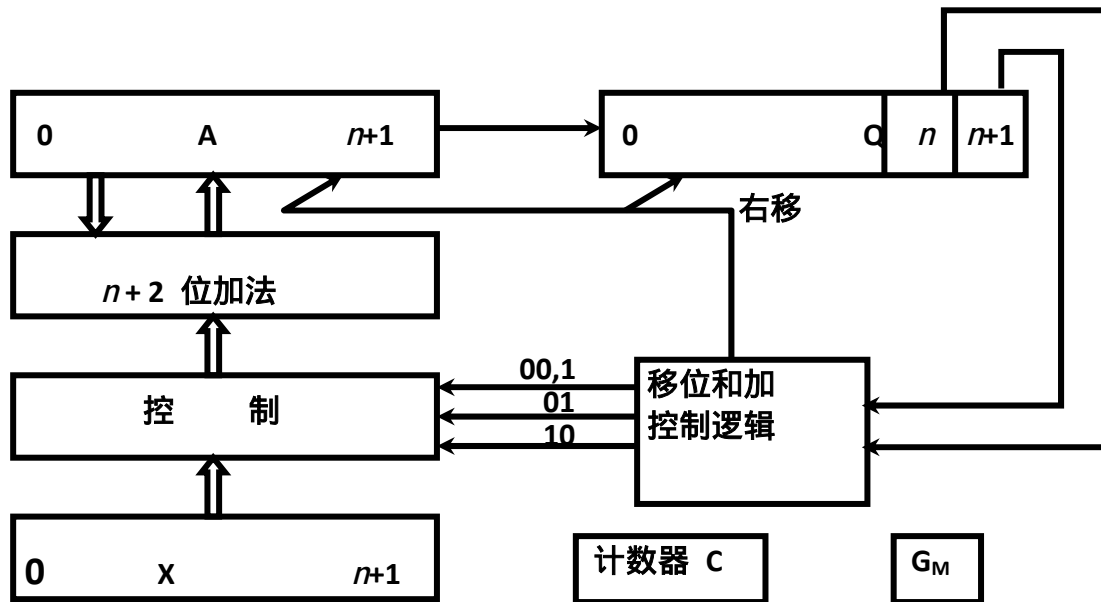 0 A n+1
0 Q n n+1
右移
n + 2 位加法
00,1
01
10
控 制
移位和加
控制逻辑
0 X n+1
计数器 C
GM